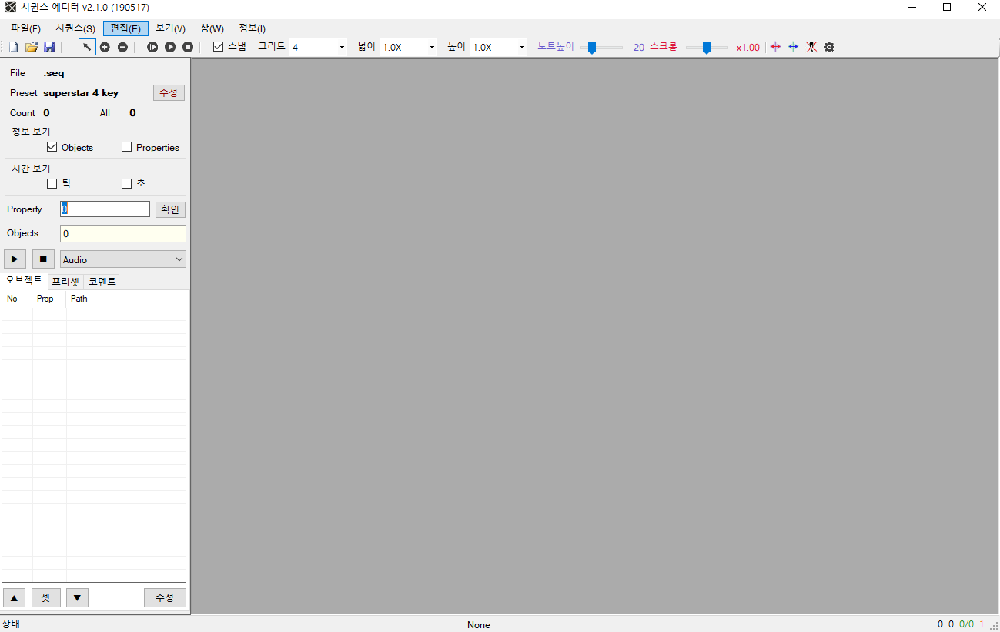 시퀀스 에디터 v2.1.0 (190517)
파일(F) 시퀀스(S) 편집(E) 보기(V) 창(W) 정보(I)
스냅 그리드 4 넓이 1.0X 높이 1.0X 노트높이 20 스크롤 x1.00
File .seq
Preset superstar 4 key 수정
Count 0 All 0
정보 보기
Objects Properties
시간 보기
틱 초
Property 0 확인
Objects 0
Audio
오브젝트 프리셋 코멘트
No Prop Path
셋 수정
상태 None 0 0 0/0 1